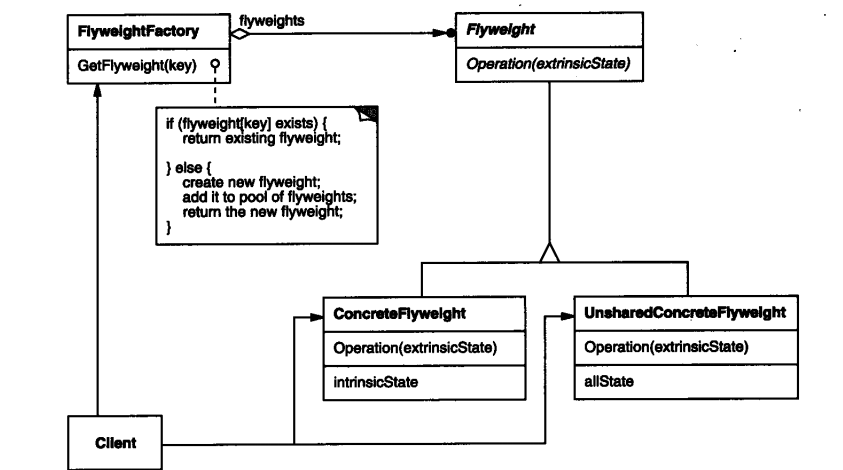 FlyweightFactory
GetFlyweight(key)
flyweights
Flyweight
Operation(extrinsicState)
if (flyweight[key] exists) {
return existing flyweight;
} else {
create new flyweight;
add it to pool of flyweights;
return the new flyweight;
}
ConcreteFlyweight
Operation(extrinsicState)
intrinsicState
UnsharedConcreteFlyweight
Operation(extrinsicState)
allState
Client